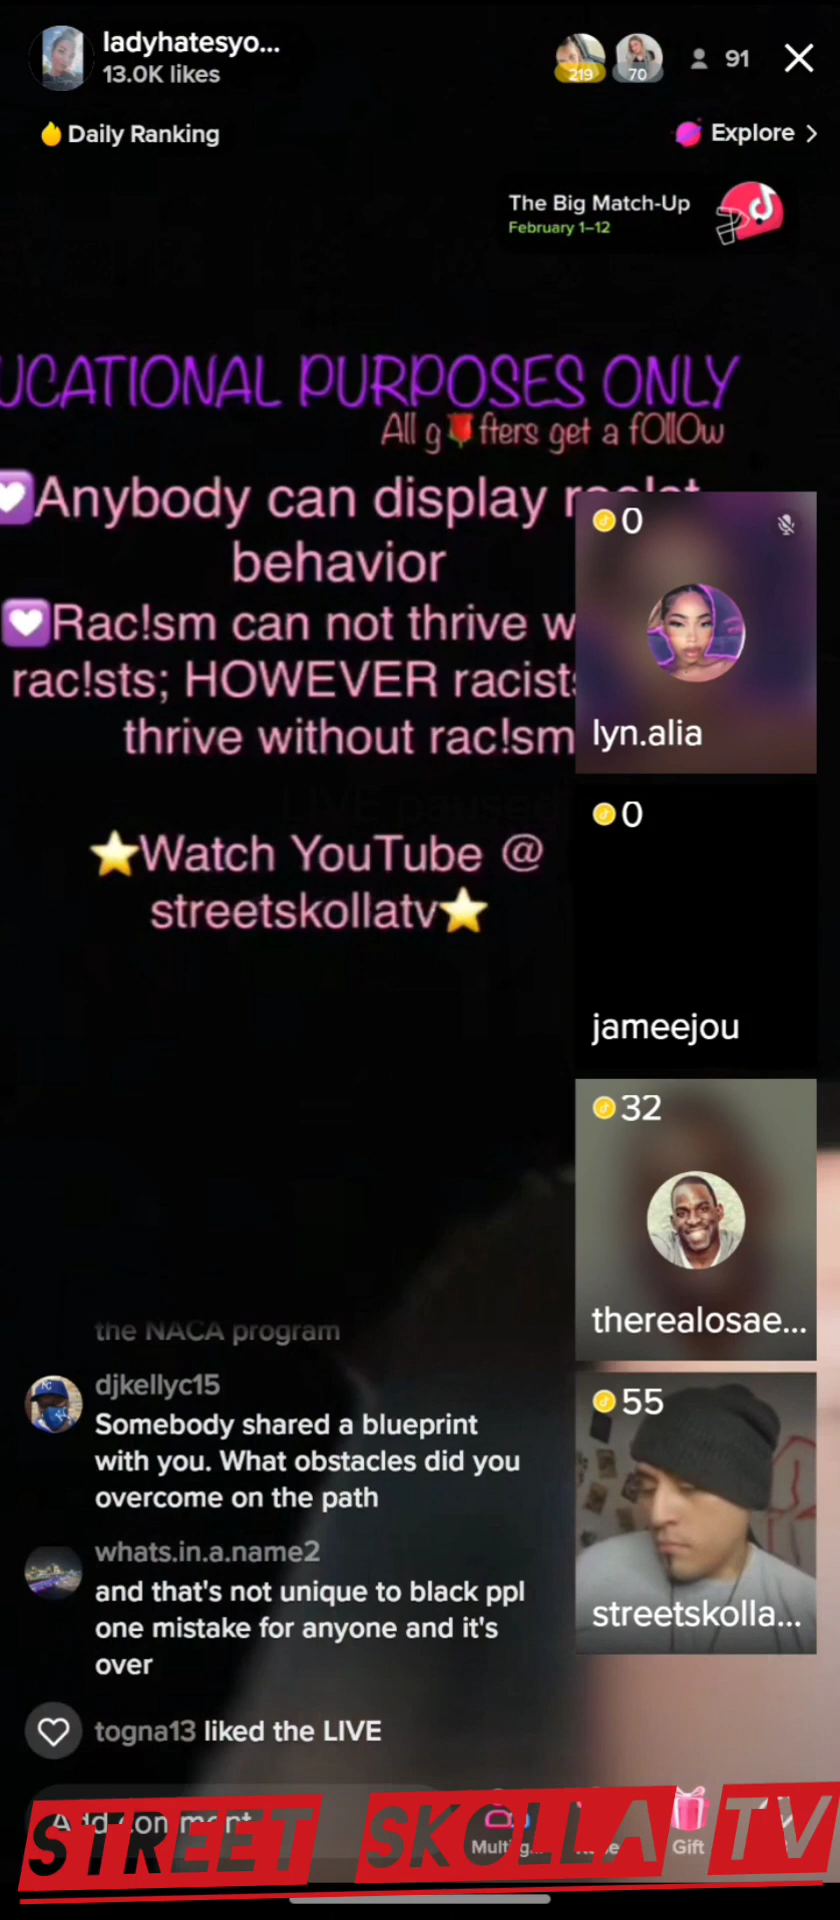 ladyhatesyo...
13.0K likes
219
70
91
Daily Ranking
Explore >
The Big Match-Up
February 1–12
UCATIONAL PURPOSES ONLY
All g🌹fters get a fOllOw
💟Anybody can display
behavior
💟Rac!sm can not thrive w
rac!sts; HOWEVER racists
thrive without rac!sm
⭐Watch YouTube @
streetskollatv⭐
0
lyn.alia
0
jameejou
32
therealosae...
55
streetskolla...
the NACA program
djkellyc15
Somebody shared a blueprint
with you. What obstacles did you
overcome on the path
whats.in.a.name2
and that's not unique to black ppl
one mistake for anyone and it's
over
togna13 liked the LIVE
Add comment
Gift
STREET SKOLLA TV